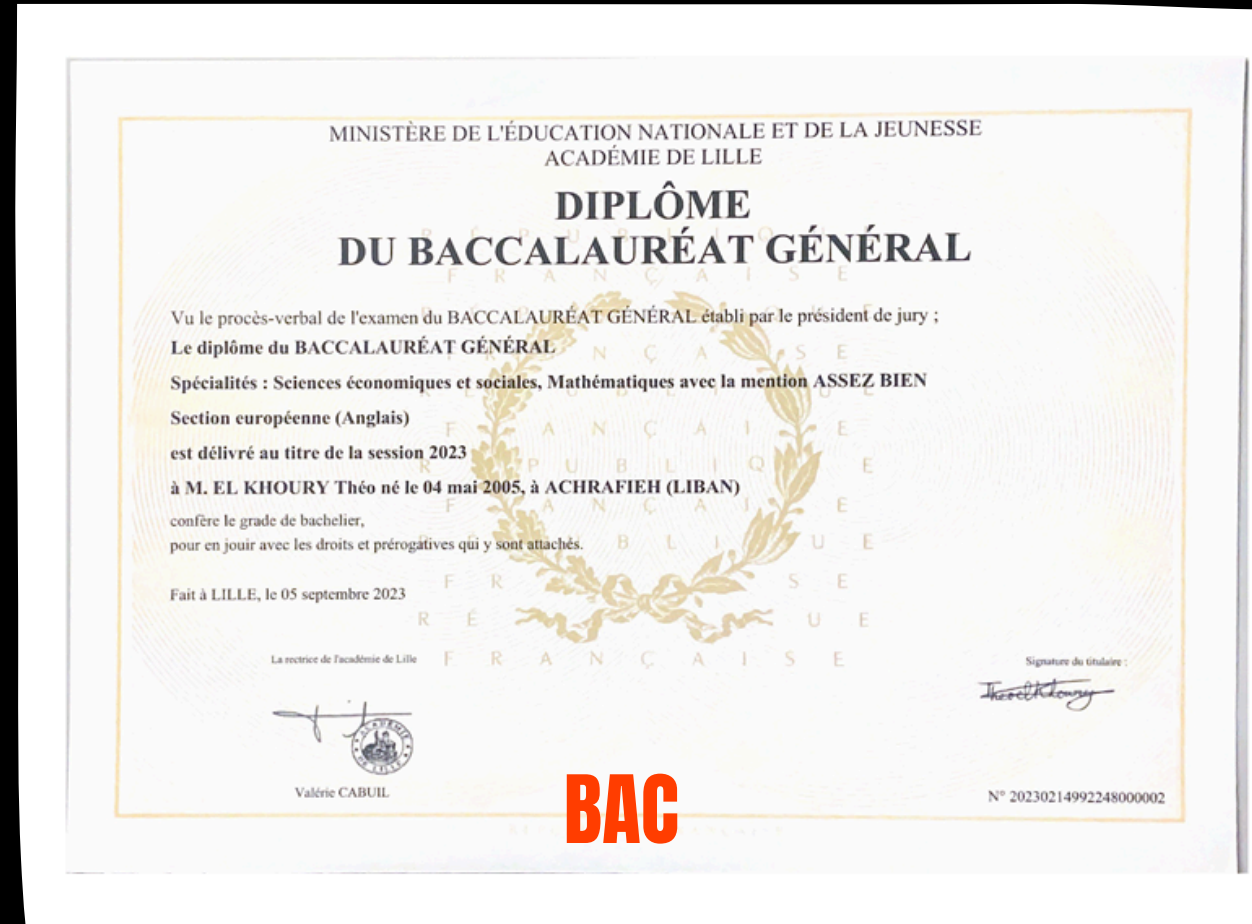 MINISTÈRE DE L'ÉDUCATION NATIONALE ET DE LA JEUNESSE
ACADÉMIE DE LILLE
DIPLÔME
DU BACCALAURÉAT GÉNÉRAL
Vu le procès-verbal de l'examen du BACCALAURÉAT GÉNÉRAL établi par le président de jury ;
Le diplôme du BACCALAURÉAT GÉNÉRAL
Spécialités : Sciences économiques et sociales, Mathématiques avec la mention ASSEZ BIEN
Section européenne (Anglais)
est délivré au titre de la session 2023
à M. EL KHOURY Théo né le 04 mai 2005, à ACHRAFIEH (LIBAN)
confère le grade de bachelier,
pour en jouir avec les droits et prérogatives qui y sont attachés.
Fait à LILLE, le 05 septembre 2023
La rectrice de l'académie de Lille
Signature du titulaire :
ACADÉMIE DE LILLE
Valérie CABUIL
BAC
N° 20230214992248000002